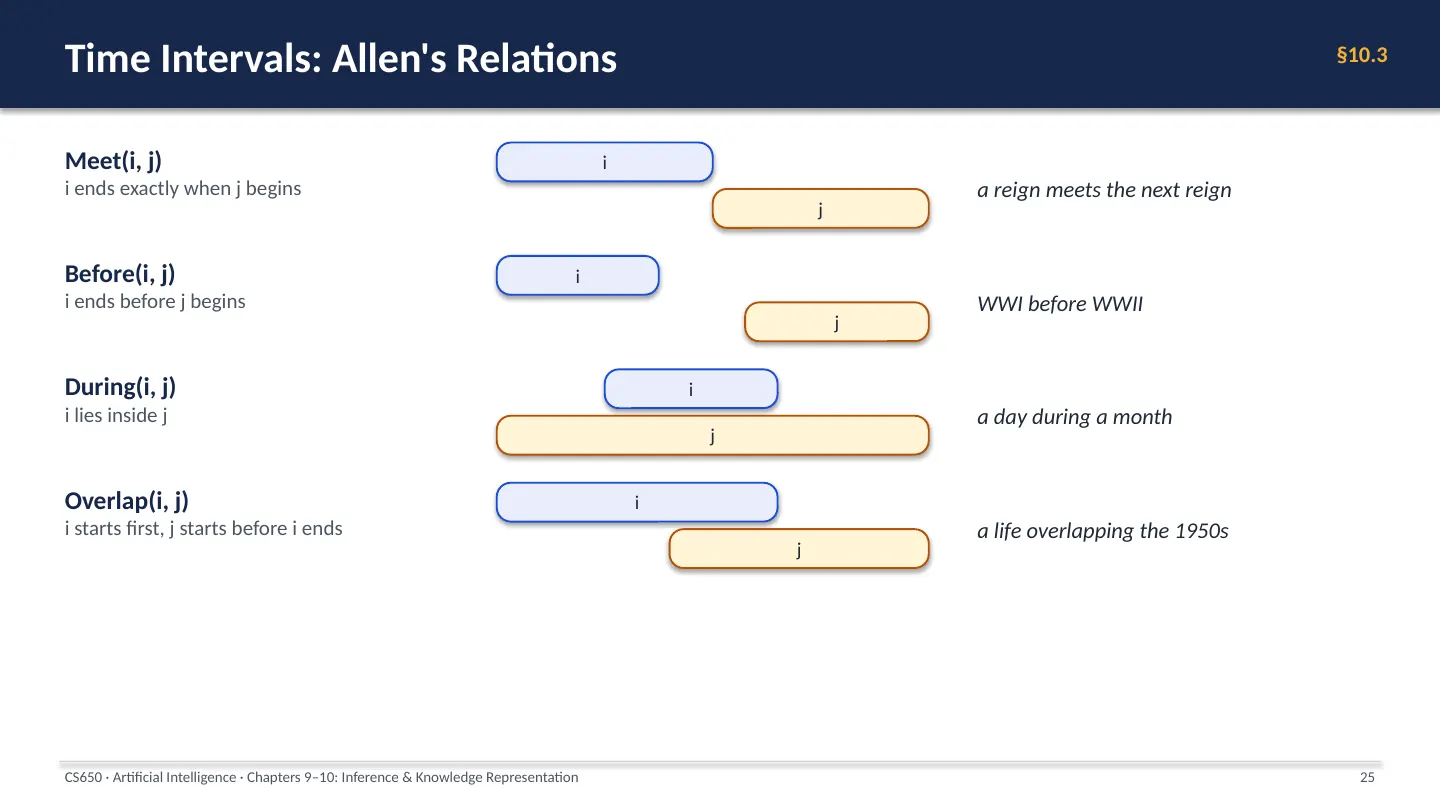 Time Intervals: Allen's Relations
§10.3
Meet(i, j)
i ends exactly when j begins
i
j
a reign meets the next reign
Before(i, j)
i ends before j begins
i
j
WWI before WWII
During(i, j)
i lies inside j
i
j
a day during a month
Overlap(i, j)
i starts first, j starts before i ends
i
j
a life overlapping the 1950s
CS650 · Artificial Intelligence · Chapters 9–10: Inference & Knowledge Representation
25